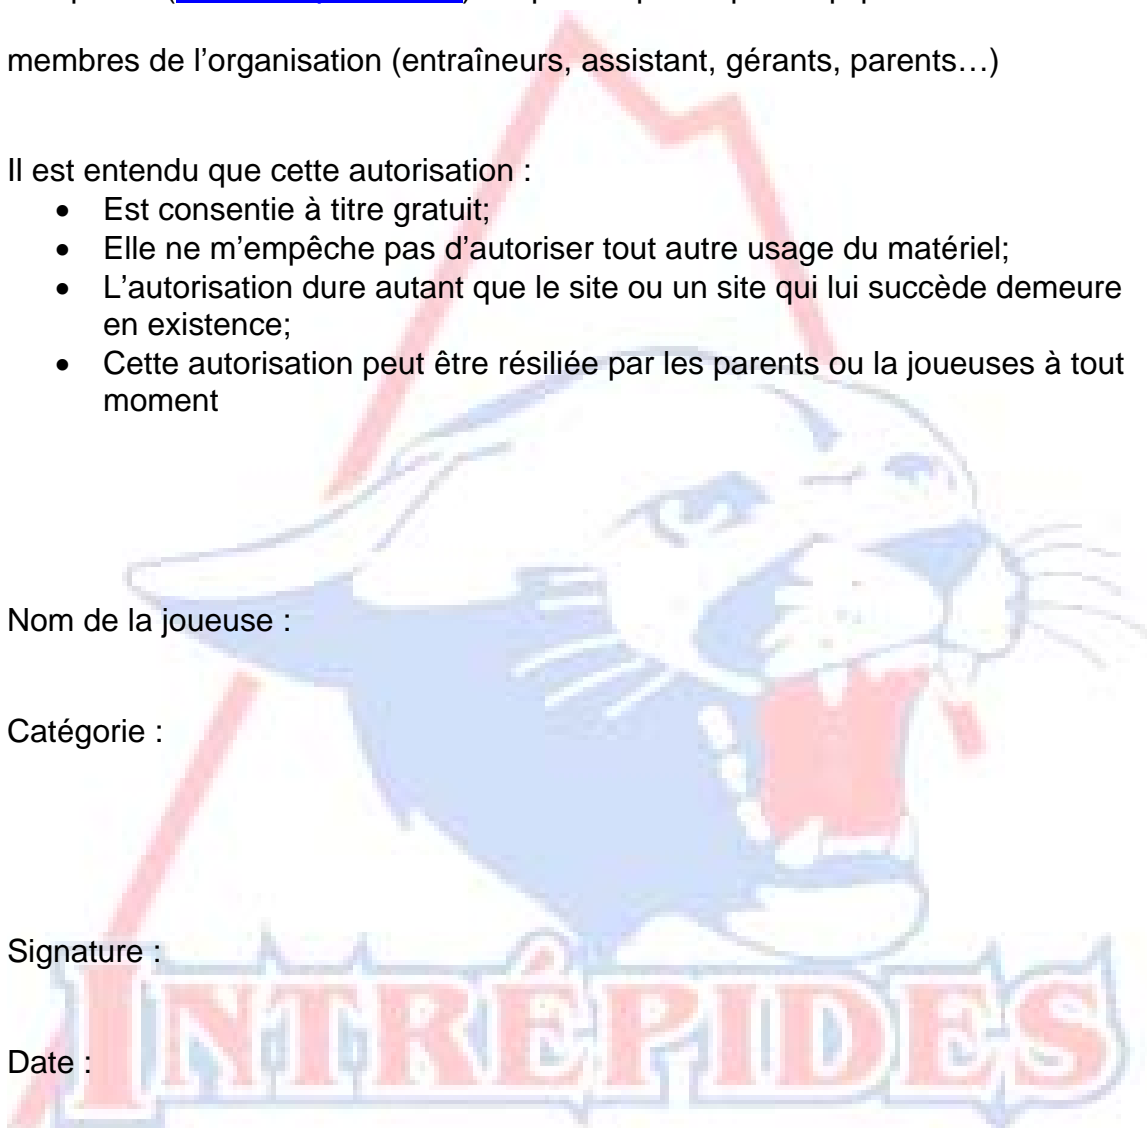 membres de l’organisation (entraîneurs, assistant, gérants, parents…)
Il est entendu que cette autorisation :
• Est consentie à titre gratuit;
• Elle ne m’empêche pas d’autoriser tout autre usage du matériel;
• L’autorisation dure autant que le site ou un site qui lui succède demeure
en existence;
• Cette autorisation peut être résiliée par les parents ou la joueuses à tout
moment
Nom de la joueuse :
Catégorie :
Signature :
Date :
INTRÉPIDES